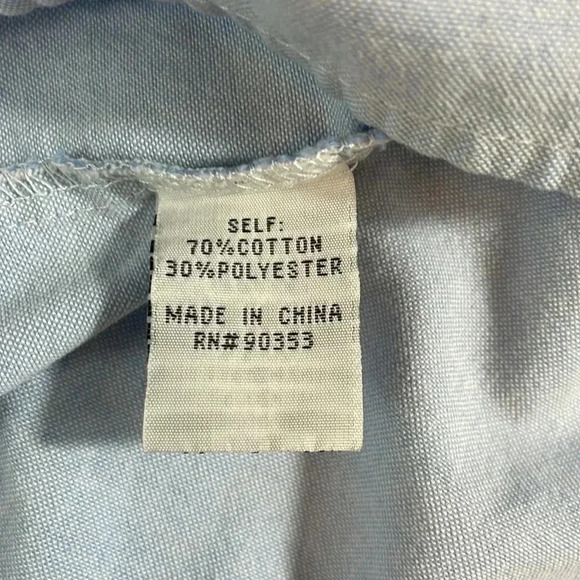 SELF:
70%COTTON
30%POLYESTER
MADE IN CHINA
RN#90353